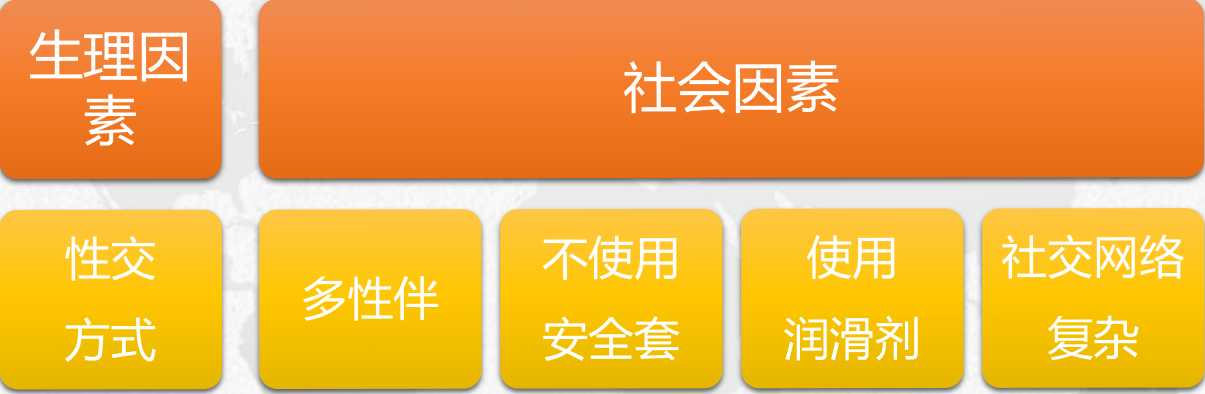 生理因
素
社会因素
性交
方式
多性伴
不使用
安全套
使用
润滑剂
社交网络
复杂